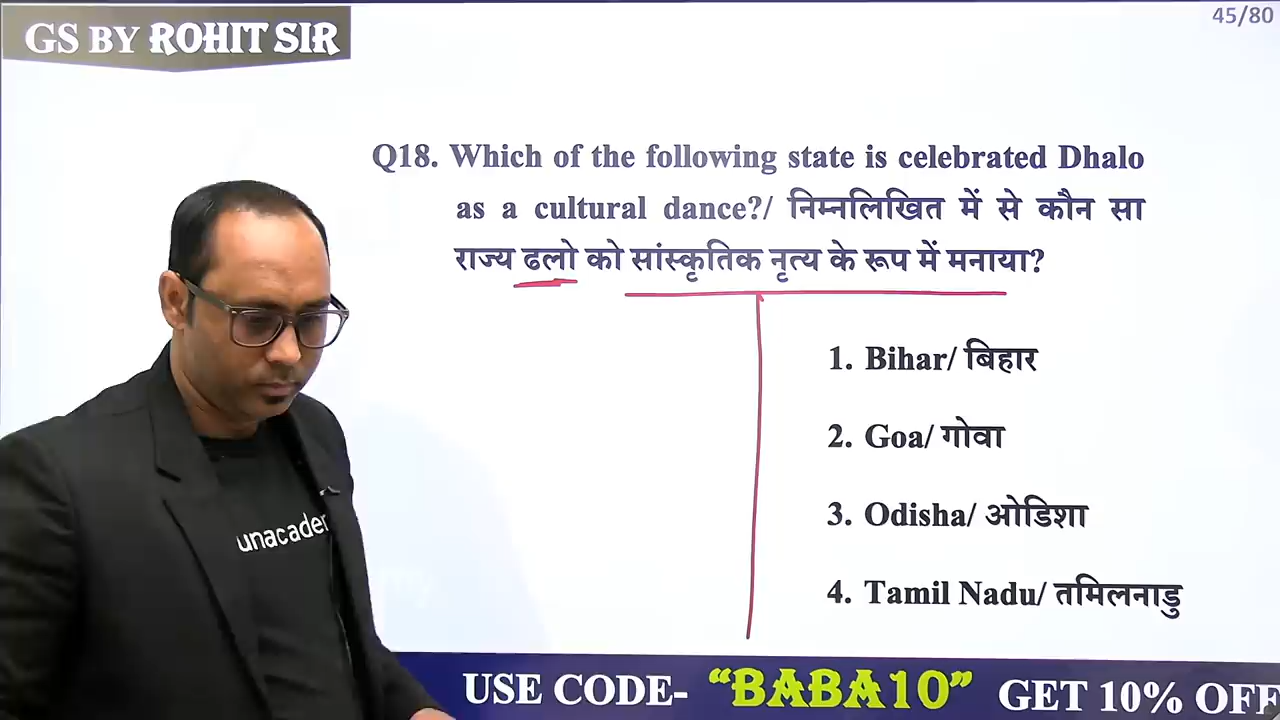 GS BY ROHIT SIR
45/80
Q18. Which of the following state is celebrated Dhalo
as a cultural dance?/ निम्नलिखित में से कौन सा
राज्य ढलो को सांस्कृतिक नृत्य के रूप में मनाया?
1. Bihar/ बिहार
2. Goa/ गोवा
3. Odisha/ ओडिशा
4. Tamil Nadu/ तमिलनाडु
unacadem
USE CODE- “BABA10” GET 10% OFF